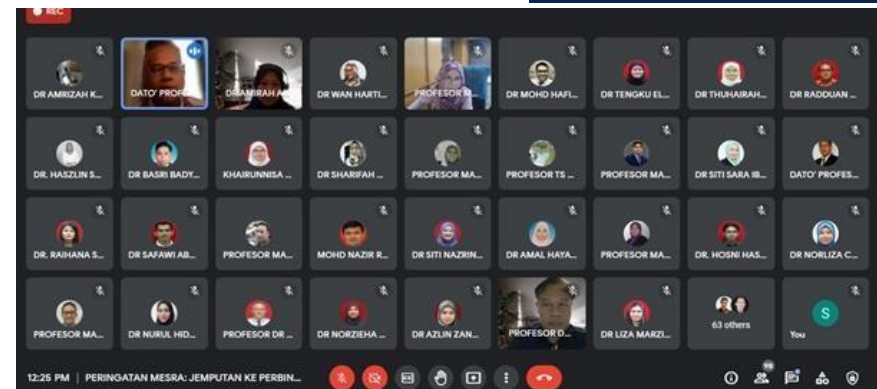 REC
DR AMRIZAH K...
DATO' PROFES...
DR AMIRAH A...
DR WAN HARTI...
PROFESOR M...
DR MOHD HAFI...
DR TENGKU EL...
DR THUHAIRAH...
DR RADDUAN ...
DR. HASZLIN S...
DR BASRI BADY...
KHAIRUNNISA ...
DR SHARIFAH ...
PROFESOR MA...
PROFESOR TS ...
PROFESOR MA...
DR SITI SARA IB...
DATO' PROFES...
DR. RAIHANA S...
DR SAFAWI AB...
PROFESOR MA...
MOHD NAZIR R...
DR SITI NAZRIN...
DR AMAL HAYA...
PROFESOR MA...
DR. HOSNI HAS...
DR NORLIZA C...
PROFESOR MA...
DR NURUL HID...
PROFESOR DR ...
DR NORZIEHA ...
DR AZLIN ZAN...
PROFESOR D...
DR LIZA MARZI...
63 others
S
You
12:25 PM | PERINGATAN MESRA: JEMPUTAN KE PERBIN...